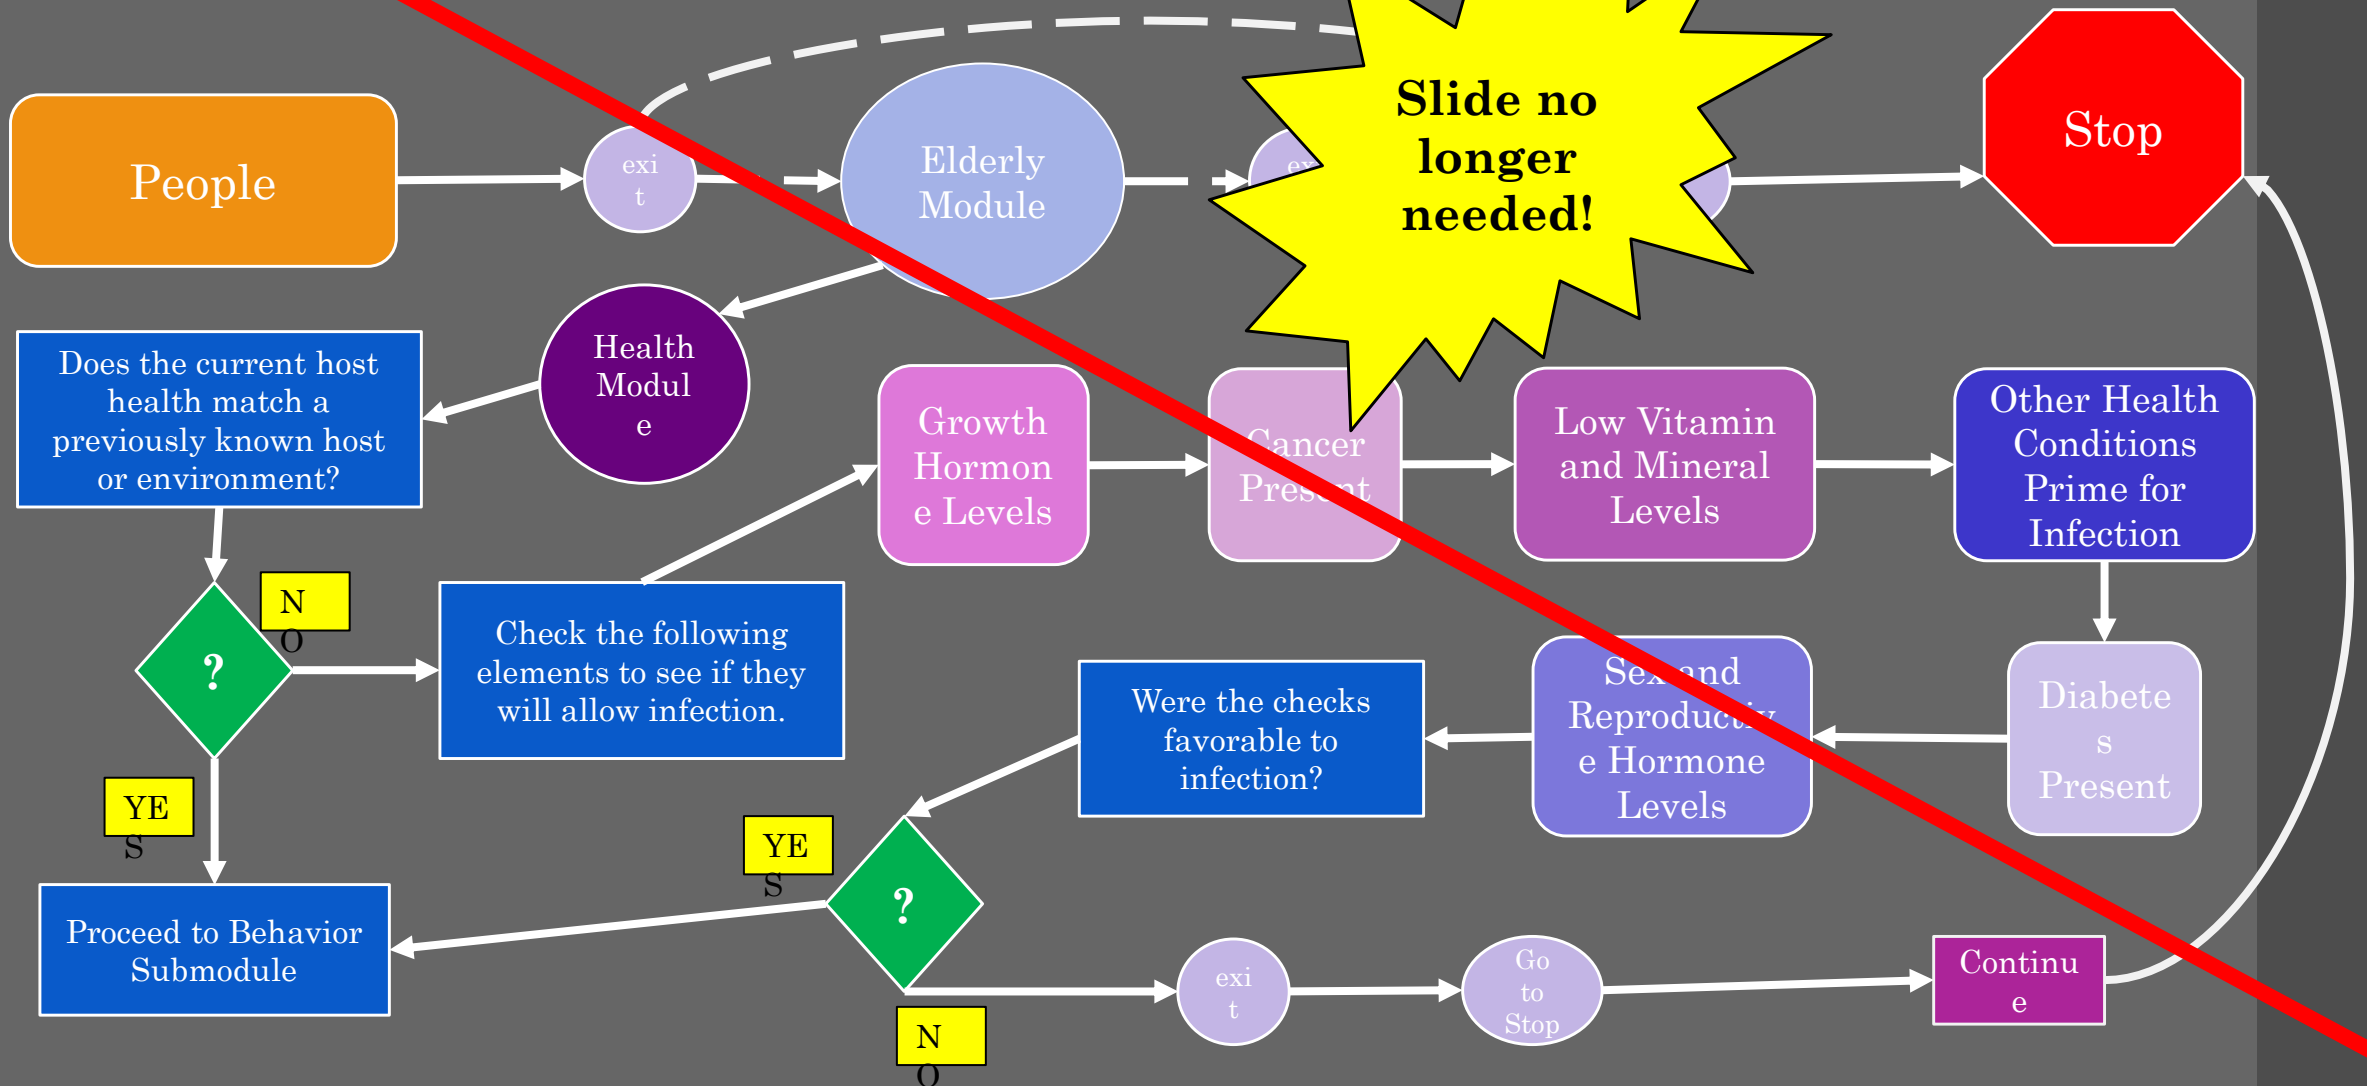 People
exi
t
Elderly
Module
ex
Slide no
longer
needed!
Stop
Health
Modul
e
Does the current host
health match a
previously known host
or environment?
Growth
Hormon
e Levels
Cancer
Present
Low Vitamin
and Mineral
Levels
Other Health
Conditions
Prime for
Infection
?
N
O
Check the following
elements to see if they
will allow infection.
Were the checks
favorable to
infection?
Sex and
Reproductiv
e Hormone
Levels
Diabete
s
Present
YE
S
YE
S
?
Proceed to Behavior
Submodule
N
O
exi
t
Go
to
Stop
Continu
e